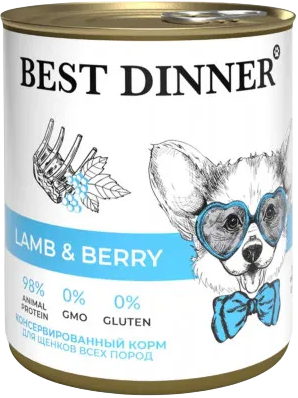 BEST DINNER
LAMB & BERRY
98%
ANIMAL
PROTEIN
0%
GMO
0%
GLUTEN
КОНСЕРВИРОВАННЫЙ КОРМ
ДЛЯ ЩЕНКОВ ВСЕХ ПОРОД